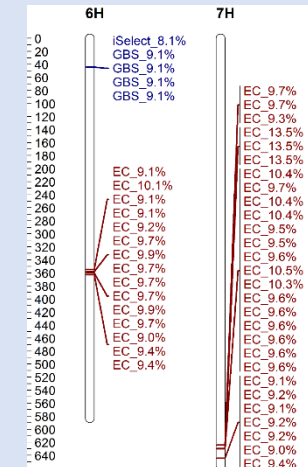 6H
7H
0
20
40
60
80
100
120
140
160
180
200
220
240
260
280
300
320
340
360
380
400
420
440
460
480
500
520
540
560
580
600
620
640
iSelect_8.1%
GBS_9.1%
GBS_9.1%
GBS_9.1%
GBS_9.1%
EC_9.1%
EC_10.1%
EC_9.1%
EC_9.1%
EC_9.2%
EC_9.7%
EC_9.9%
EC_9.7%
EC_9.7%
EC_9.7%
EC_9.9%
EC_9.7%
EC_9.0%
EC_9.4%
EC_9.4%
EC_9.7%
EC_9.7%
EC_9.3%
EC_13.5%
EC_13.5%
EC_13.5%
EC_10.4%
EC_9.7%
EC_10.4%
EC_10.4%
EC_9.5%
EC_9.5%
EC_9.6%
EC_10.5%
EC_10.3%
EC_9.6%
EC_9.6%
EC_9.6%
EC_9.6%
EC_9.6%
EC_9.6%
EC_9.1%
EC_9.2%
EC_9.1%
EC_9.2%
EC_9.2%
EC_9.0%
EC_9.4%